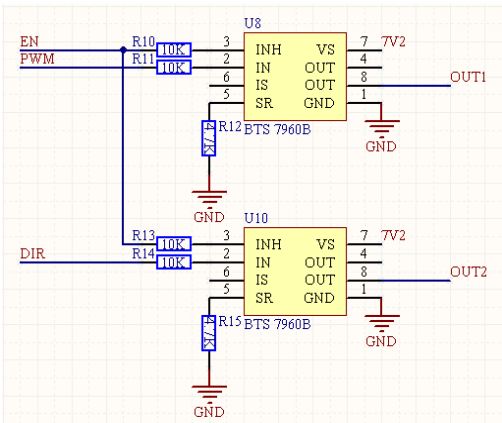 U8
EN R10 10K 3 INH VS 7 7V2
PWM R11 10K 2 IN OUT 4
6 IS OUT 8 OUT1
5 SR GND 1
R12 4.7K BTS 7960B
GND
GND
U10
R13 10K 3 INH VS 7 7V2
DIR R14 10K 2 IN OUT 4
6 IS OUT 8 OUT2
5 SR GND 1
R15 4.7K BTS 7960B
GND
GND